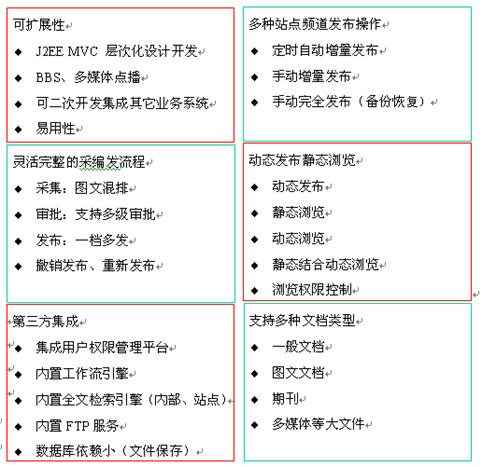 可扩展性
J2EE MVC 层次化设计开发
BBS、多媒体点播
可二次开发集成其它业务系统
易用性
多种站点频道发布操作
定时自动增量发布
手动增量发布
手动完全发布（备份恢复）
灵活完整的采编发流程
采集：图文混排
审批：支持多级审批
发布：一档多发
撤销发布、重新发布
动态发布静态浏览
动态发布
静态浏览
动态浏览
静态结合动态浏览
浏览权限控制
第三方集成
集成用户权限管理平台
内置工作流引擎
内置全文检索引擎（内部、站点）
内置 FTP 服务
数据库依赖小（文件保存）
支持多种文档类型
一般文档
图文文档
期刊
多媒体等大文件